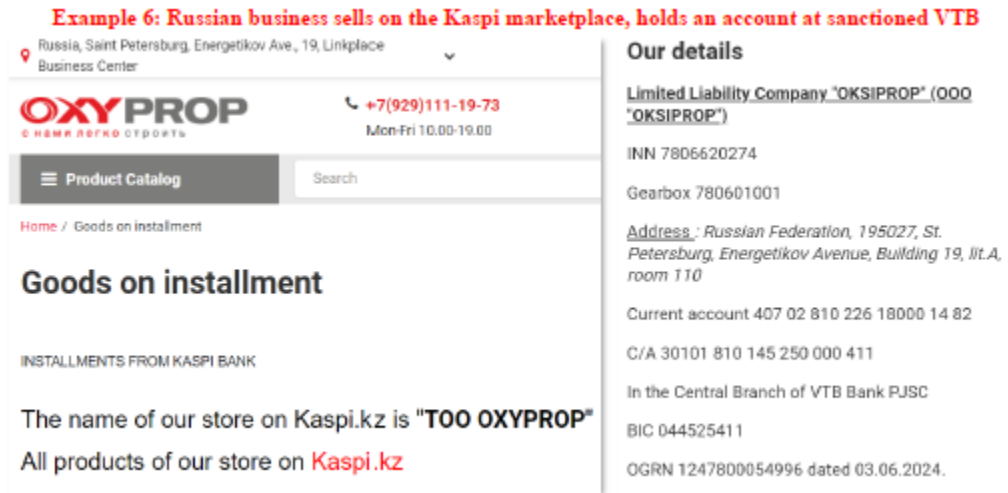 Example 6: Russian business sells on the Kaspi marketplace, holds an account at sanctioned VTB
Russia, Saint Petersburg, Energetikov Ave., 19, Linkplace
Business Center
OXYPROP
с нами легко строить
+7(929)111-19-73
Mon-Fri 10.00-19.00
Product Catalog
Search
Home / Goods on installment
Goods on installment
INSTALLMENTS FROM KASPI BANK
The name of our store on Kaspi.kz is "TOO OXYPROP"
All products of our store on Kaspi.kz
Our details
Limited Liability Company "OKSIPROP" (OOO
"OKSIPROP")
INN 7806620274
Gearbox 780601001
Address : Russian Federation, 195027, St.
Petersburg, Energetikov Avenue, Building 19, lit.A,
room 110
Current account 407 02 810 226 18000 14 82
C/A 30101 810 145 250 000 411
In the Central Branch of VTB Bank PJSC
BIC 044525411
OGRN 1247800054996 dated 03.06.2024.